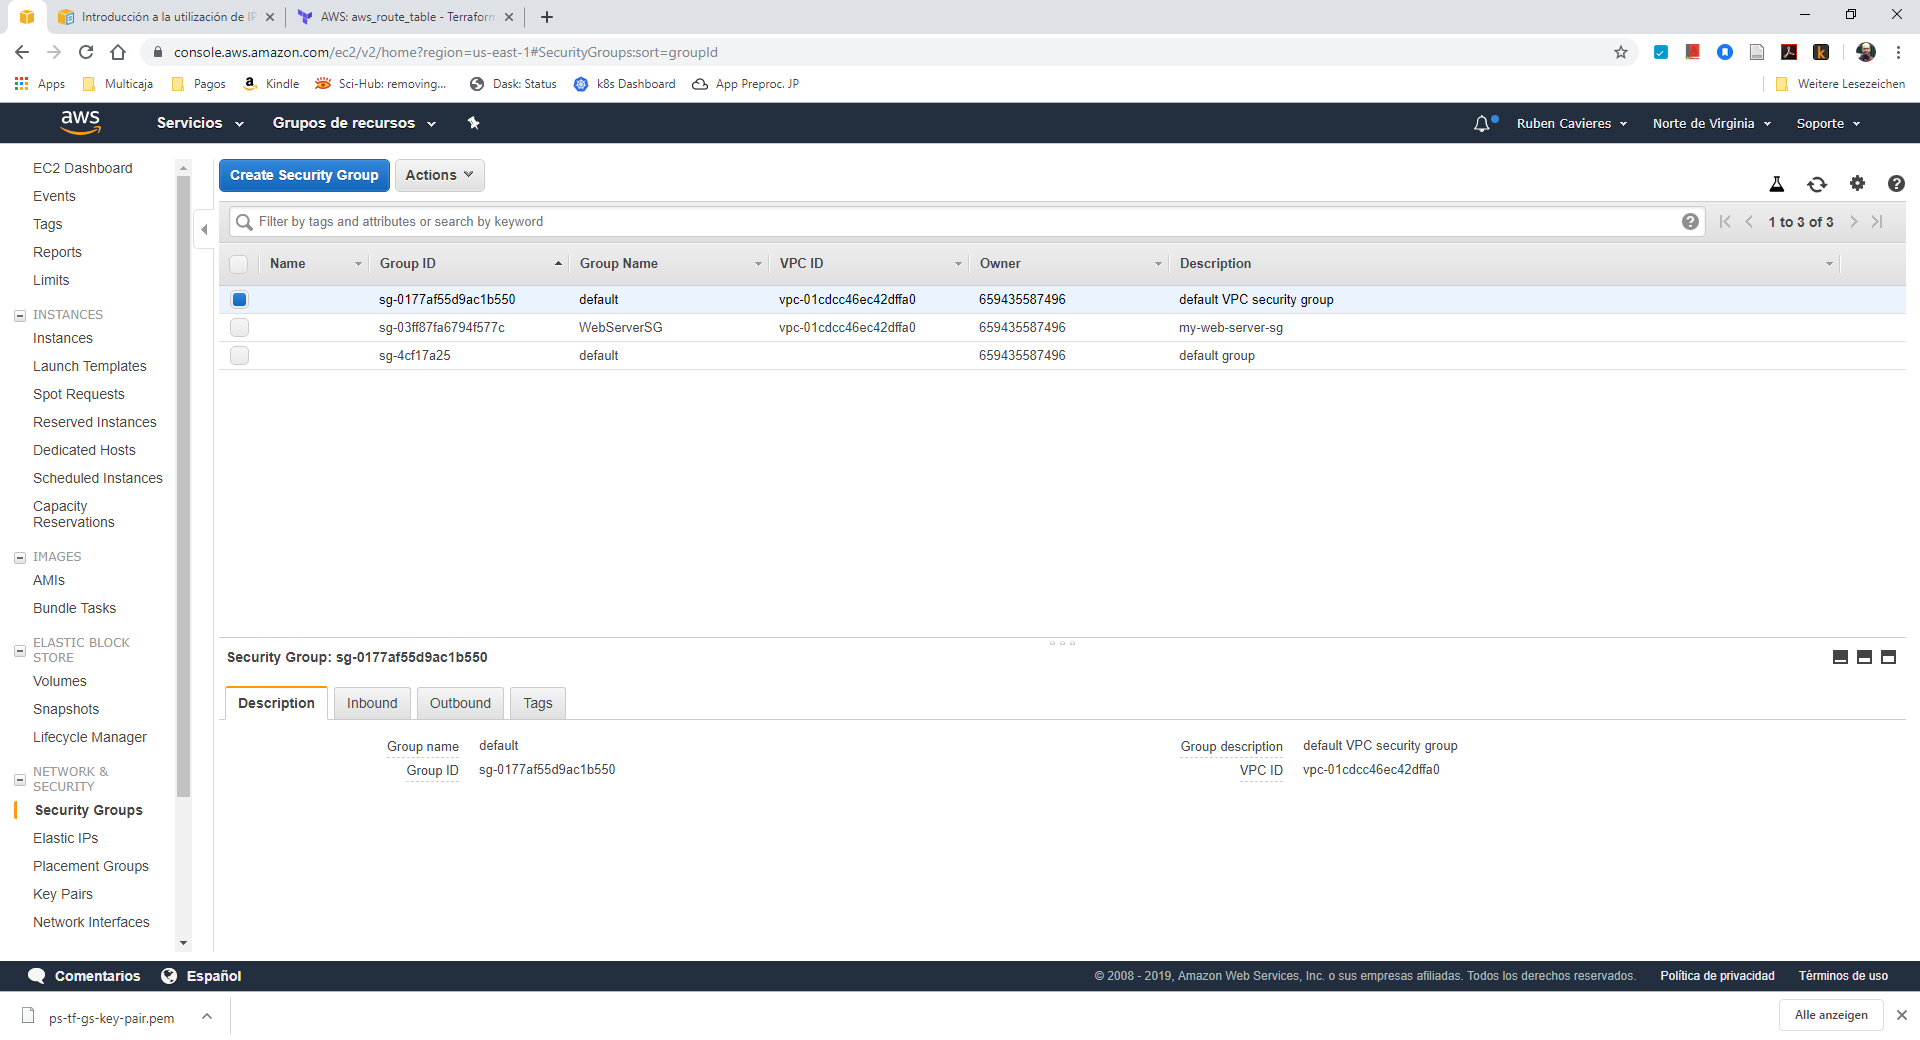 Introducción a la utilización de IP
AWS: aws_route_table - Terraform
console.aws.amazon.com/ec2/v2/home?region=us-east-1#SecurityGroups:sort=groupId
Apps
Multicaja
Pagos
Kindle
Sci-Hub: removing...
Dask: Status
k8s Dashboard
App Preproc. JP
Weitere Lesezeichen
aws
Servicios
Grupos de recursos
Ruben Cavieres
Norte de Virginia
Soporte
EC2 Dashboard
Events
Tags
Reports
Limits
INSTANCES
Instances
Launch Templates
Spot Requests
Reserved Instances
Dedicated Hosts
Scheduled Instances
Capacity
Reservations
IMAGES
AMIs
Bundle Tasks
ELASTIC BLOCK
STORE
Volumes
Snapshots
Lifecycle Manager
NETWORK &
SECURITY
Security Groups
Elastic IPs
Placement Groups
Key Pairs
Network Interfaces
Create Security Group
Actions
Filter by tags and attributes or search by keyword
1 to 3 of 3
Name Group ID Group Name VPC ID Owner Description
sg-0177af55d9ac1b550 default vpc-01cdcc46ec42dffa0 659435587496 default VPC security group
sg-03ff87fa6794f577c WebServerSG vpc-01cdcc46ec42dffa0 659435587496 my-web-server-sg
sg-4cf17a25 default 659435587496 default group
Security Group: sg-0177af55d9ac1b550
Description Inbound Outbound Tags
Group name default Group description default VPC security group
Group ID sg-0177af55d9ac1b550 VPC ID vpc-01cdcc46ec42dffa0
Comentarios
Español
© 2008 - 2019, Amazon Web Services, Inc. o sus empresas afiliadas. Todos los derechos reservados.
Política de privacidad
Términos de uso
ps-tf-gs-key-pair.pem
Alle anzeigen